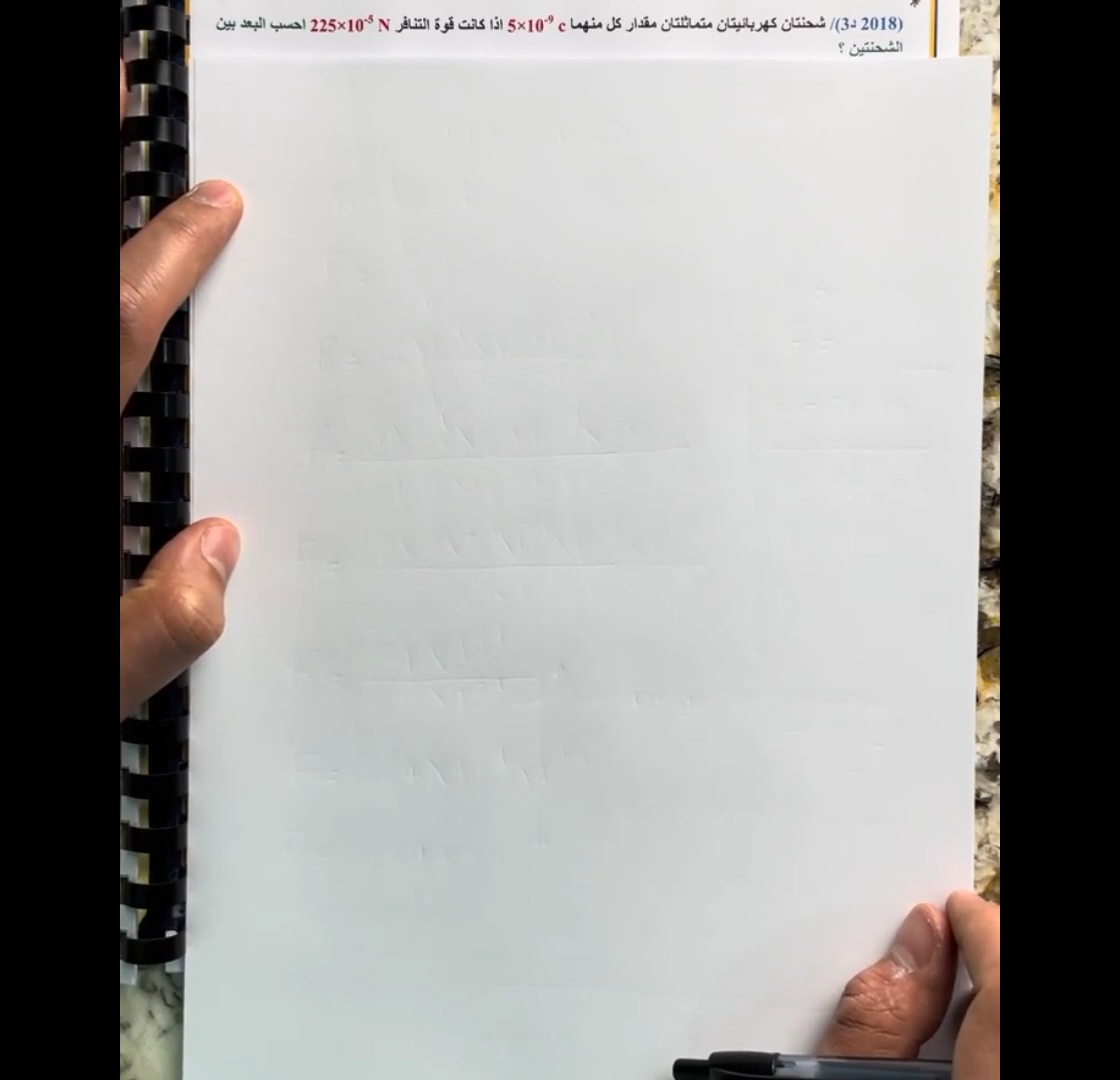 (2018 د3)/ شحنتان كهربائيتان متماثلتان مقدار كل منهما 5×10⁻⁹ c اذا كانت قوة التنافر 225×10⁻⁵ N احسب البعد بين
الشحنتين ؟